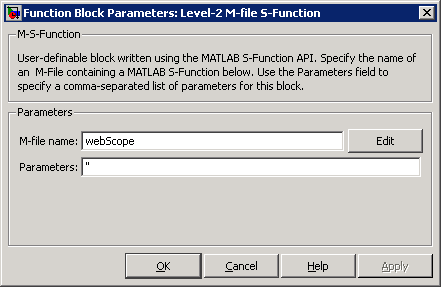 Function Block Parameters: Level-2 M-file S-Function
M-S-Function
User-definable block written using the MATLAB S-Function API. Specify the name of
an  M-File containing a MATLAB S-Function below. Use the Parameters field to
specify a comma-separated list of parameters for this block.
Parameters
M-file name: webScope Edit
Parameters: ''
OK Cancel Help Apply